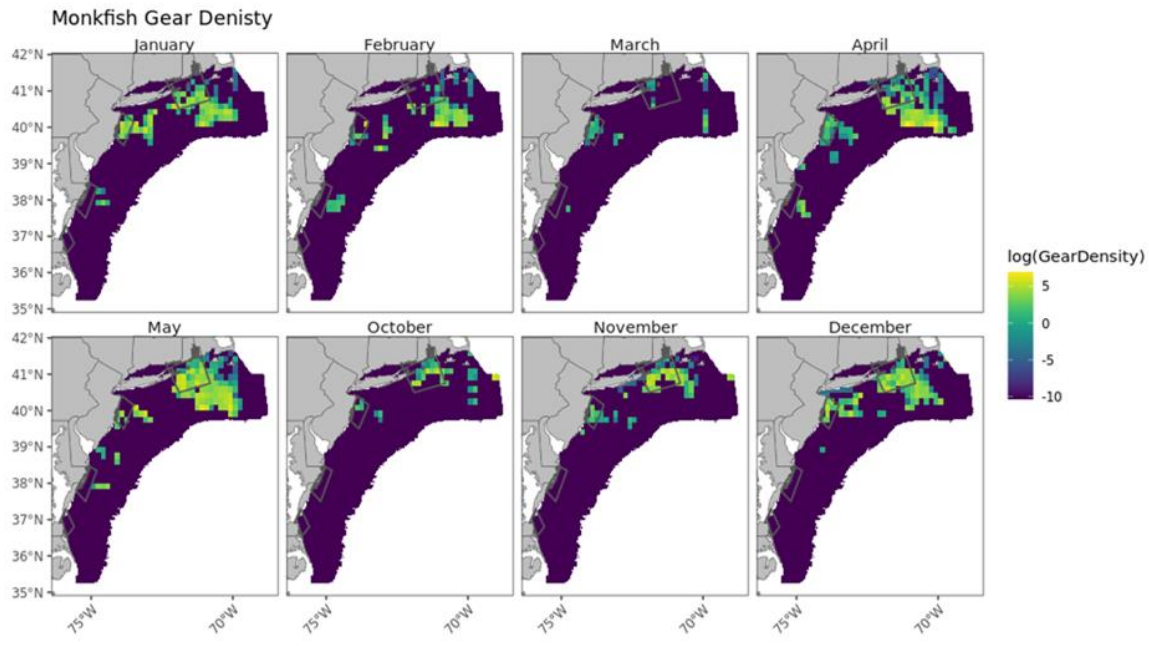 Monkfish Gear Denisty
January February March April
42°N
41°N
40°N
39°N
38°N
37°N
36°N
35°N
log(GearDensity)
5
0
-5
-10
May October November December
42°N
41°N
40°N
39°N
38°N
37°N
36°N
35°N
75°W 70°W 75°W 70°W 75°W 70°W 75°W 70°W